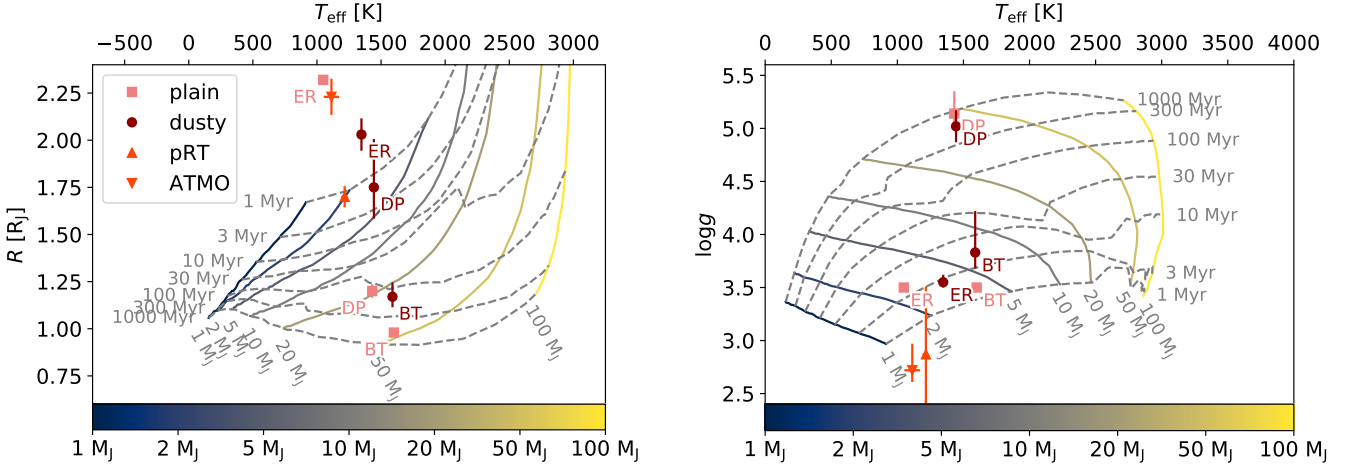 T_eff [K]
−500 0 500 1000 1500 2000 2500 3000
R [R_J]
2.25
2.00
1.75
1.50
1.25
1.00
0.75
plain
dusty
pRT
ATMO
ER
ER
DP
DP
BT
BT
1 Myr
3 Myr
10 Myr
30 Myr
100 Myr
300 Myr
1000 Myr
1 M_J
2 M_J
5 M_J
10 M_J
20 M_J
50 M_J
100 M_J
1 M_J 2 M_J 5 M_J 10 M_J 20 M_J 50 M_J 100 M_J
T_eff [K]
0 500 1000 1500 2000 2500 3000 3500 4000
logg
5.5
5.0
4.5
4.0
3.5
3.0
2.5
DP
DP
BT
ER
ER
BT
1000 Myr
300 Myr
100 Myr
30 Myr
10 Myr
3 Myr
1 Myr
1 M_J
2 M_J
5 M_J
10 M_J
20 M_J
50 M_J
100 M_J
1 M_J 2 M_J 5 M_J 10 M_J 20 M_J 50 M_J 100 M_J